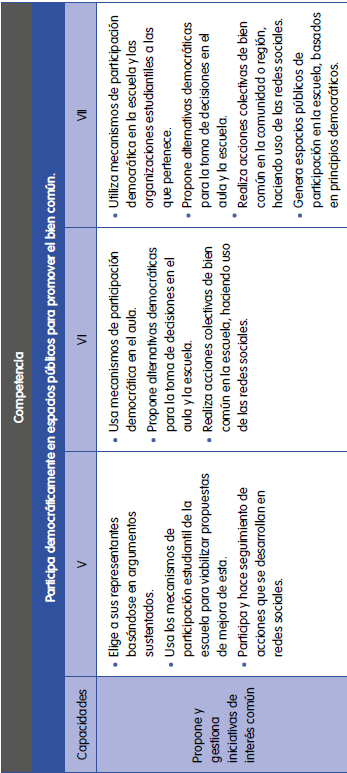 Competencia
Participa democráticamente en espacios públicos para promover el bien común.
Capacidades
V
VI
VII
Propone y
gestiona
iniciativas de
interés común
• Elige a sus representantes
basándose en argumentos
sustentados.
• Usa los mecanismos de
participación estudiantil de la
escuela para viabilizar propuestas
de mejora de esta.
• Participa y hace seguimiento de
acciones que se desarrollan en
redes sociales.
• Usa mecanismos de participación
democrática en el aula.
• Propone alternativas democráticas
para la toma de decisiones en el
aula y la escuela.
• Realiza acciones colectivas de bien
común en la escuela, haciendo uso
de las redes sociales.
• Utiliza mecanismos de participación
democrática en la escuela y las
organizaciones estudiantiles a las
que pertenece.
• Propone alternativas democráticas
para la toma de decisiones en el
aula y la escuela.
• Realiza acciones colectivas de bien
común en la comunidad o región,
haciendo uso de las redes sociales.
• Genera espacios públicos de
participación en la escuela, basados
en principios democráticos.